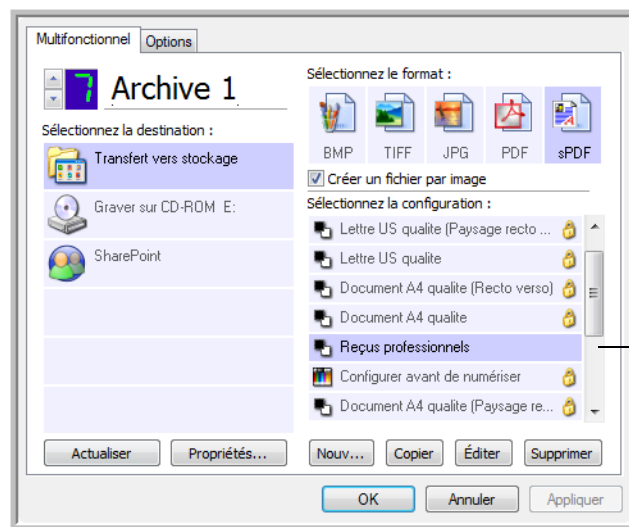 Multifonctionnel
Options
7
Archive 1
Sélectionnez la destination :
Transfert vers stockage
Graver sur CD-ROM E:
SharePoint
Actualiser
Propriétés...
Sélectionnez le format :
BMP
TIFF
JPG
PDF
sPDF
Créer un fichier par image
Sélectionnez la configuration :
Lettre US qualite (Paysage recto ...
Lettre US qualite
Document A4 qualite (Recto verso)
Document A4 qualite
Reçus professionnels
Configurer avant de numériser
Document A4 qualite (Paysage re...
Nouv...
Copier
Éditer
Supprimer
OK
Annuler
Appliquer